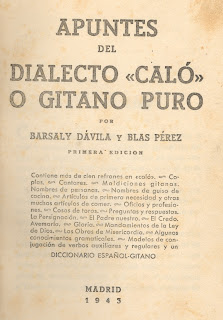 APUNTES
DEL
DIALECTO «CALÓ»
O GITANO PURO
POR
BARSALY DÁVILA Y BLAS PÉREZ
PRIMERA EDICION
Contiene más de cien refranes en «caló». Co-
plas. Cantares. Maldiciones gitanas.
Nombres de personas. Nombres de nuestro de
cocina. Artículos de primera necesidad y otros
muchos artículos de comer. Oficios y profesio-
nes. Cosas de toros. Preguntas y respuestas.
La Persignación. El Padre nuestro. El Credo.
Avemaría. Gloria. Mandamientos de la Ley
de Dios. Las Obras de Misericordia. Algunos
conocimientos gramaticales. Modelos de con-
jugación de verbos auxiliares y regulares y un
DICCIONARIO ESPAÑOL-GITANO
MADRID
1943